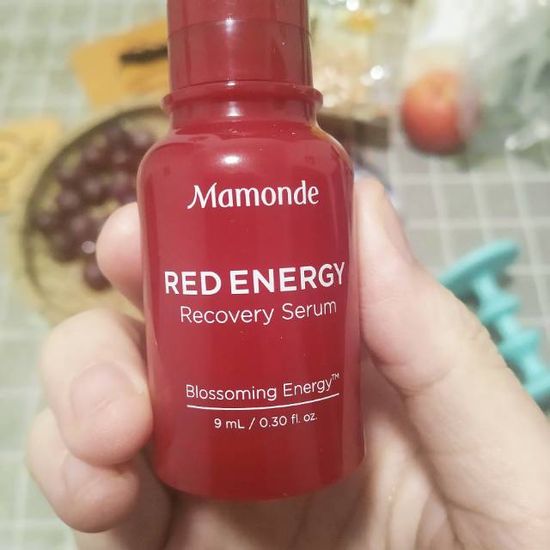 Mamonde
RED ENERGY
Recovery Serum
Blossoming Energy™
9 mL / 0.30 fl. oz.